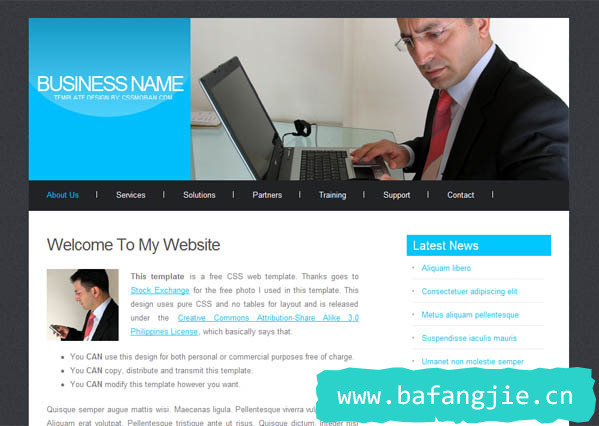 BUSINESS NAME
TEMPLATE DESIGN BY CSSMOBAN.COM
About Us | Services | Solutions | Partners | Training | Support | Contact |
Welcome To My Website
This template is a free CSS web template. Thanks goes to
Stock Exchange for the free photo I used in this template. This
design uses pure CSS and no tables for layout and is released
under the Creative Commons Attribution-Share Alike 3.0
Philippines License, which basically says that:
• You CAN use this design for both personal or commercial purposes free of charge.
• You CAN copy, distribute and transmit this template.
• You CAN modify this template however you want.
Quisque semper augue mattis wisi. Maecenas ligula. Pellentesque viverra
Aliquam erat volutpat. Pellentesque tristique ante ut risus. Quisque dictum. Integer nisl
Latest News
Aliquam libero
Consectetuer adipiscing elit
Metus aliquam pellentesque
Suspendisse iaculis mauris
Urnanet non molestie semper
www.bafangjie.cn